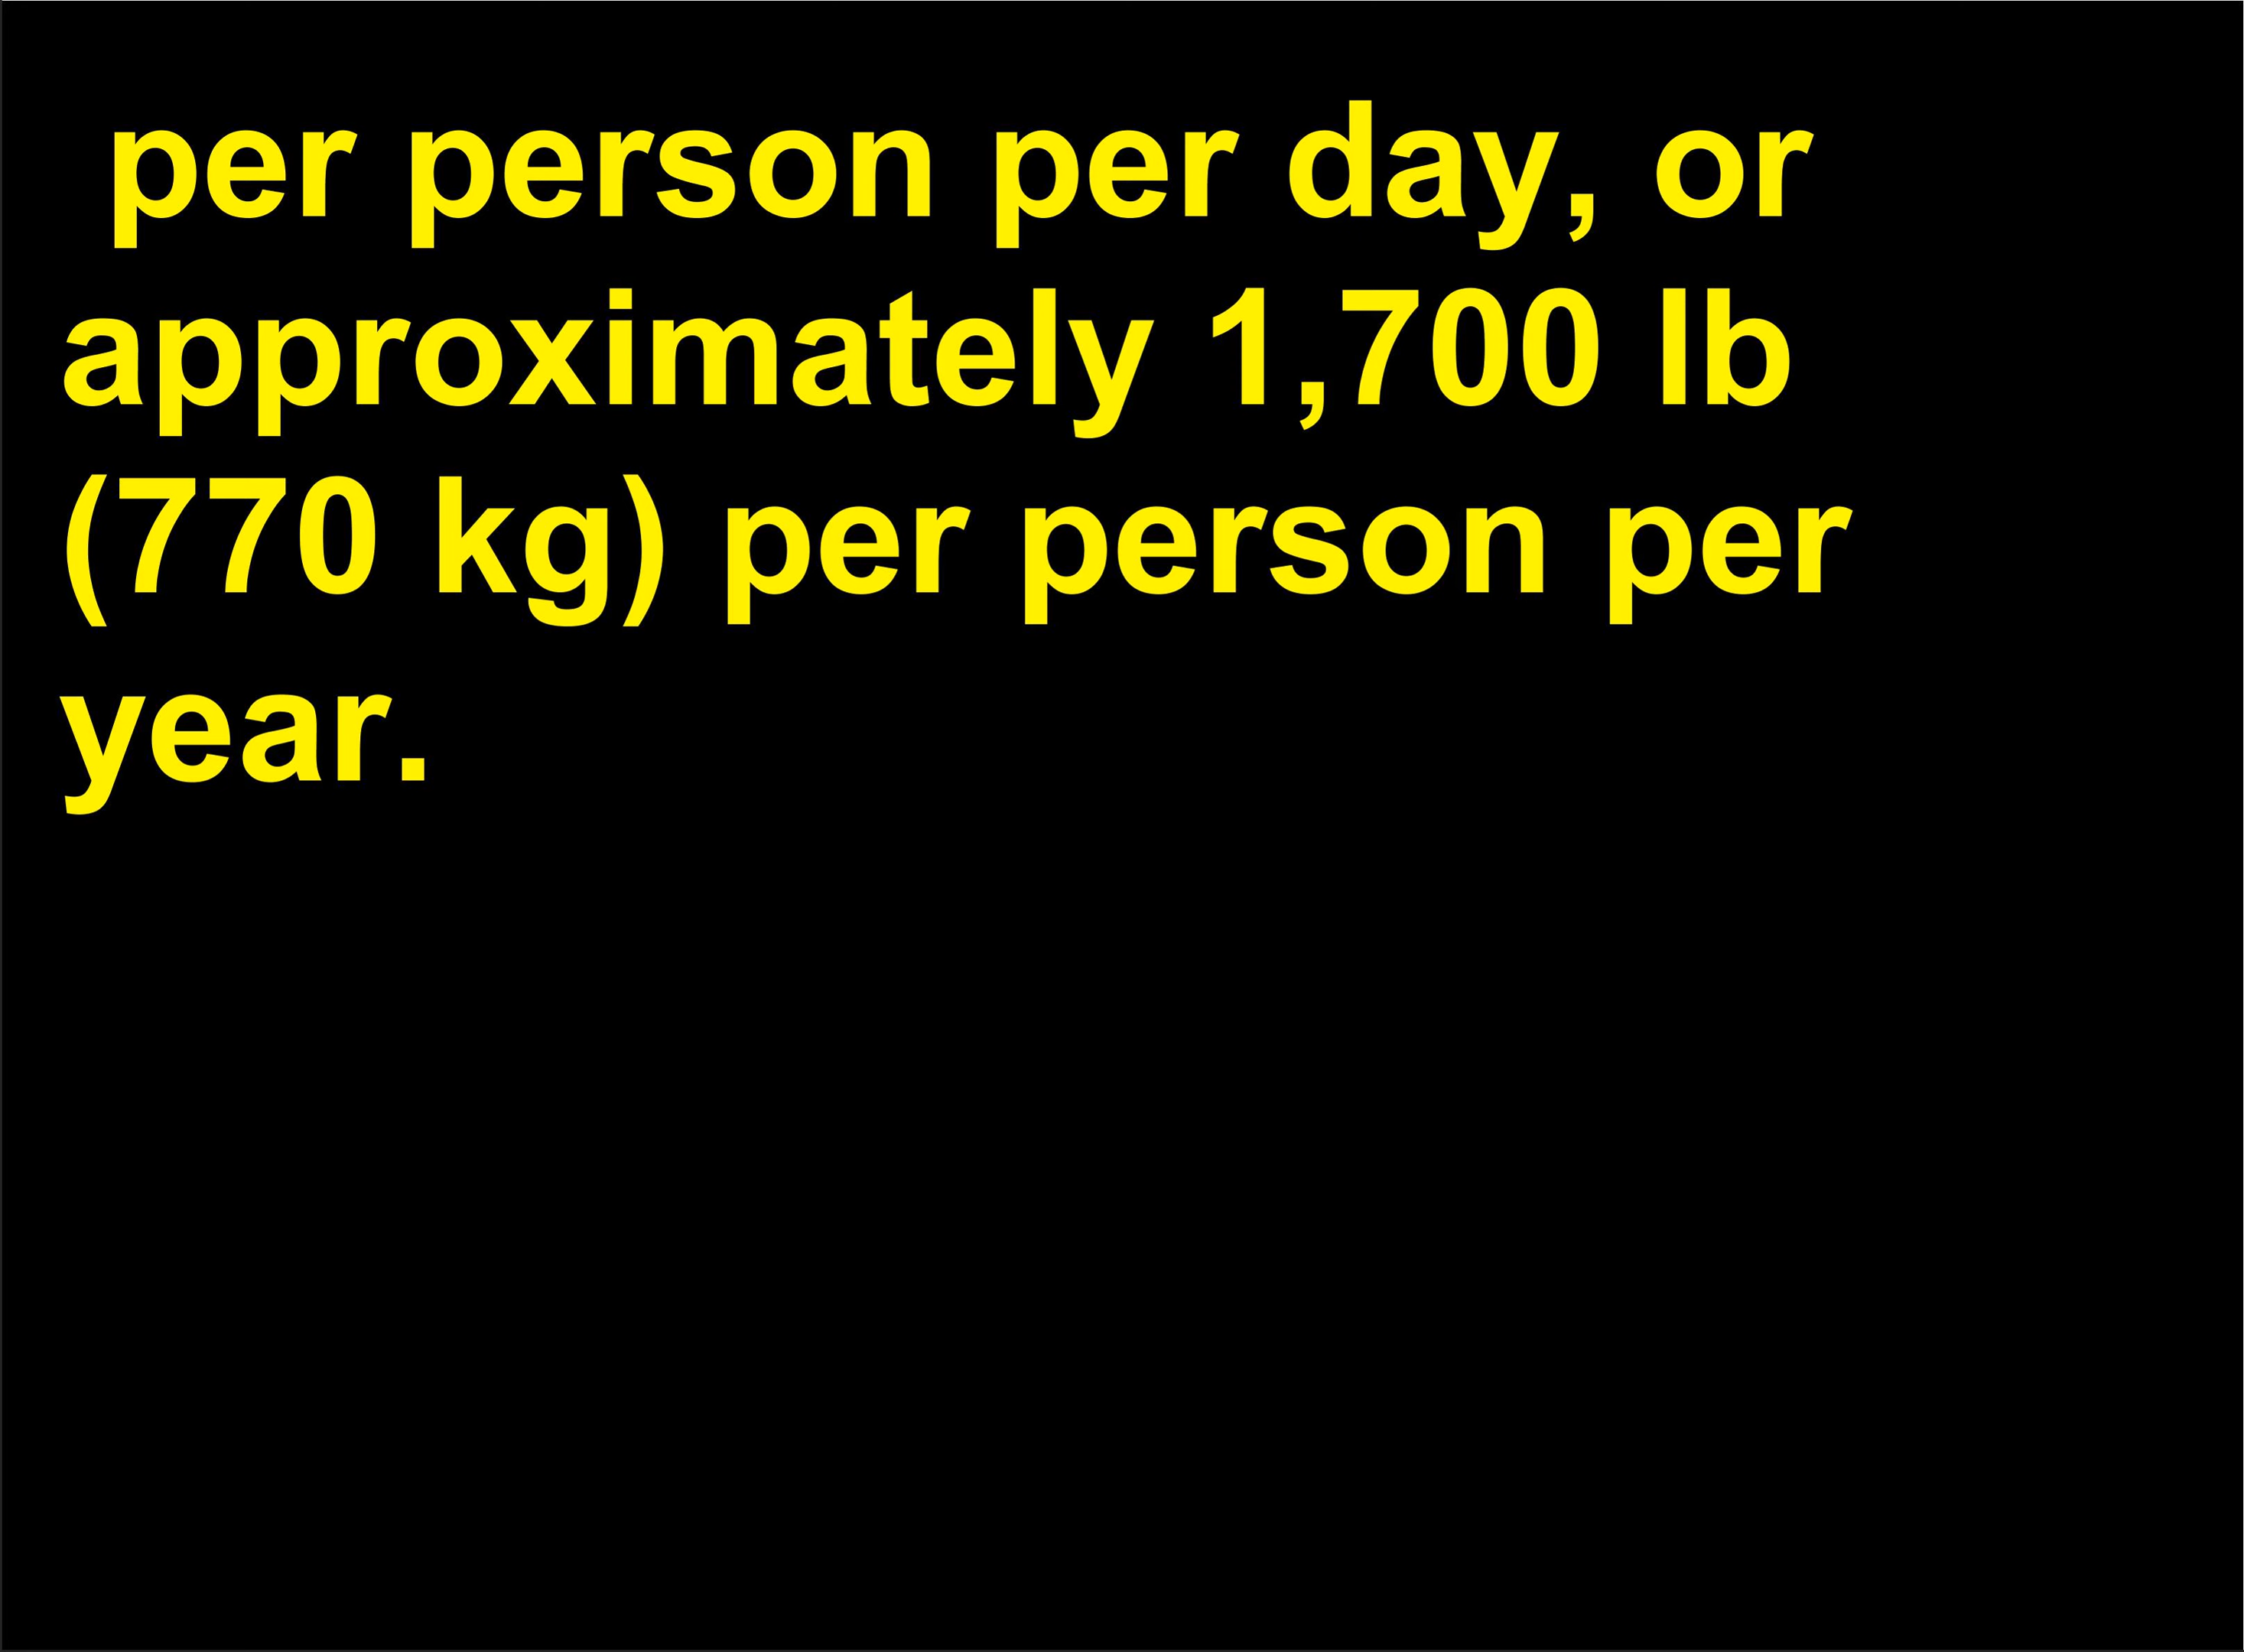 per person per day, or
approximately 1,700 lb
(770 kg) per person per
year.